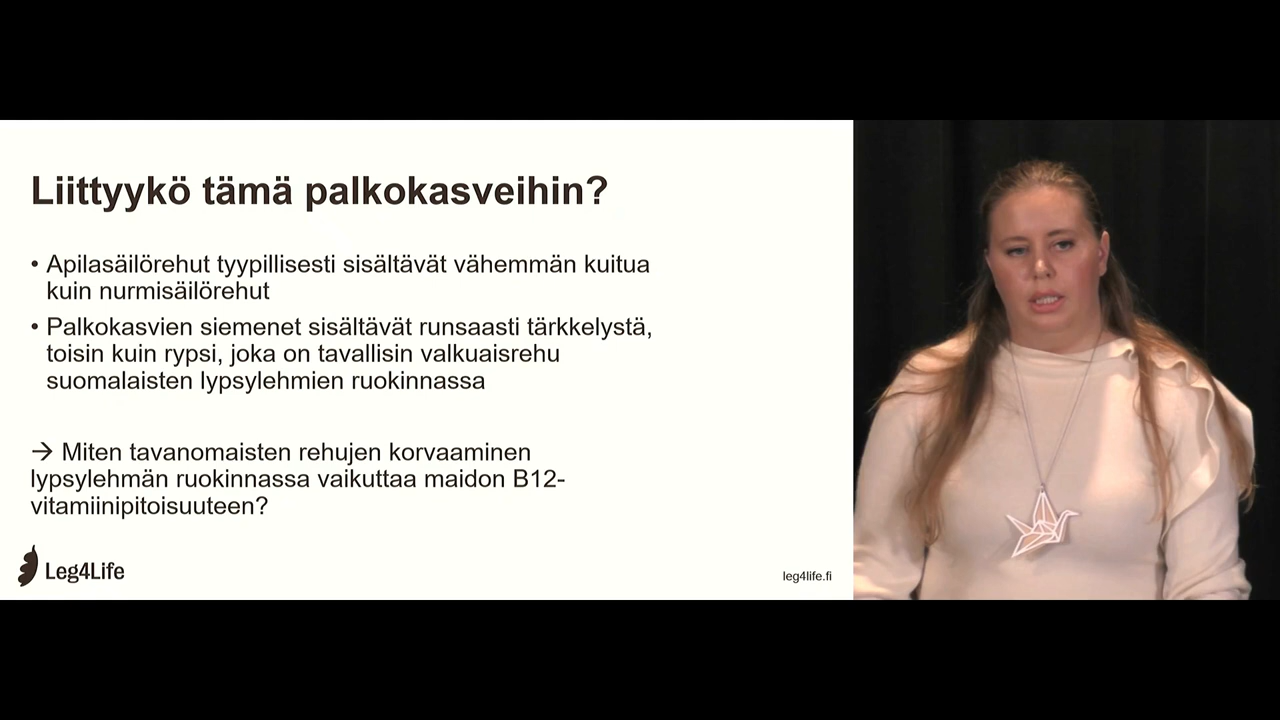 Liittyykö tämä palkokasveihin?
• Apilasäilörehut tyypillisesti sisältävät vähemmän kuitua
kuin nurmisäilörehut
• Palkokasvien siemenet sisältävät runsaasti tärkkelystä,
toisin kuin rypsi, joka on tavallisin valkuaisrehu
suomalaisten lypsylehmien ruokinnassa
→ Miten tavanomaisten rehujen korvaaminen
lypsylehmän ruokinnassa vaikuttaa maidon B12-
vitamiinipitoisuuteen?
Leg4Life
leg4life.fi